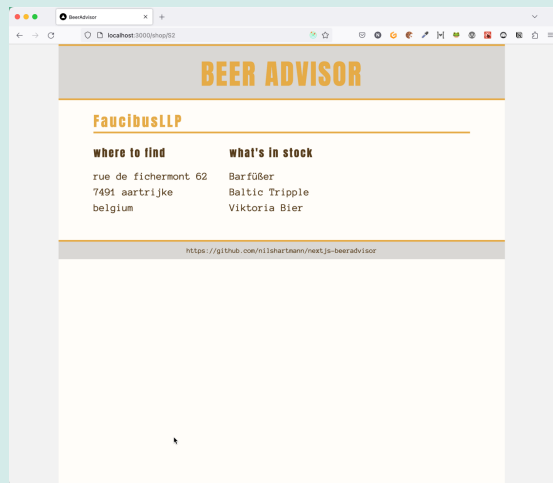 BeerAdvisor
localhost:3000/shop/S2
BEER ADVISOR
FaucibusLLP
where to find
what's in stock
rue de fichermont 62
Barfüßer
7491 aartrijke
Baltic Tripple
belgium
Viktoria Bier
https://github.com/nilshartmann/nextjs-beeradvisor